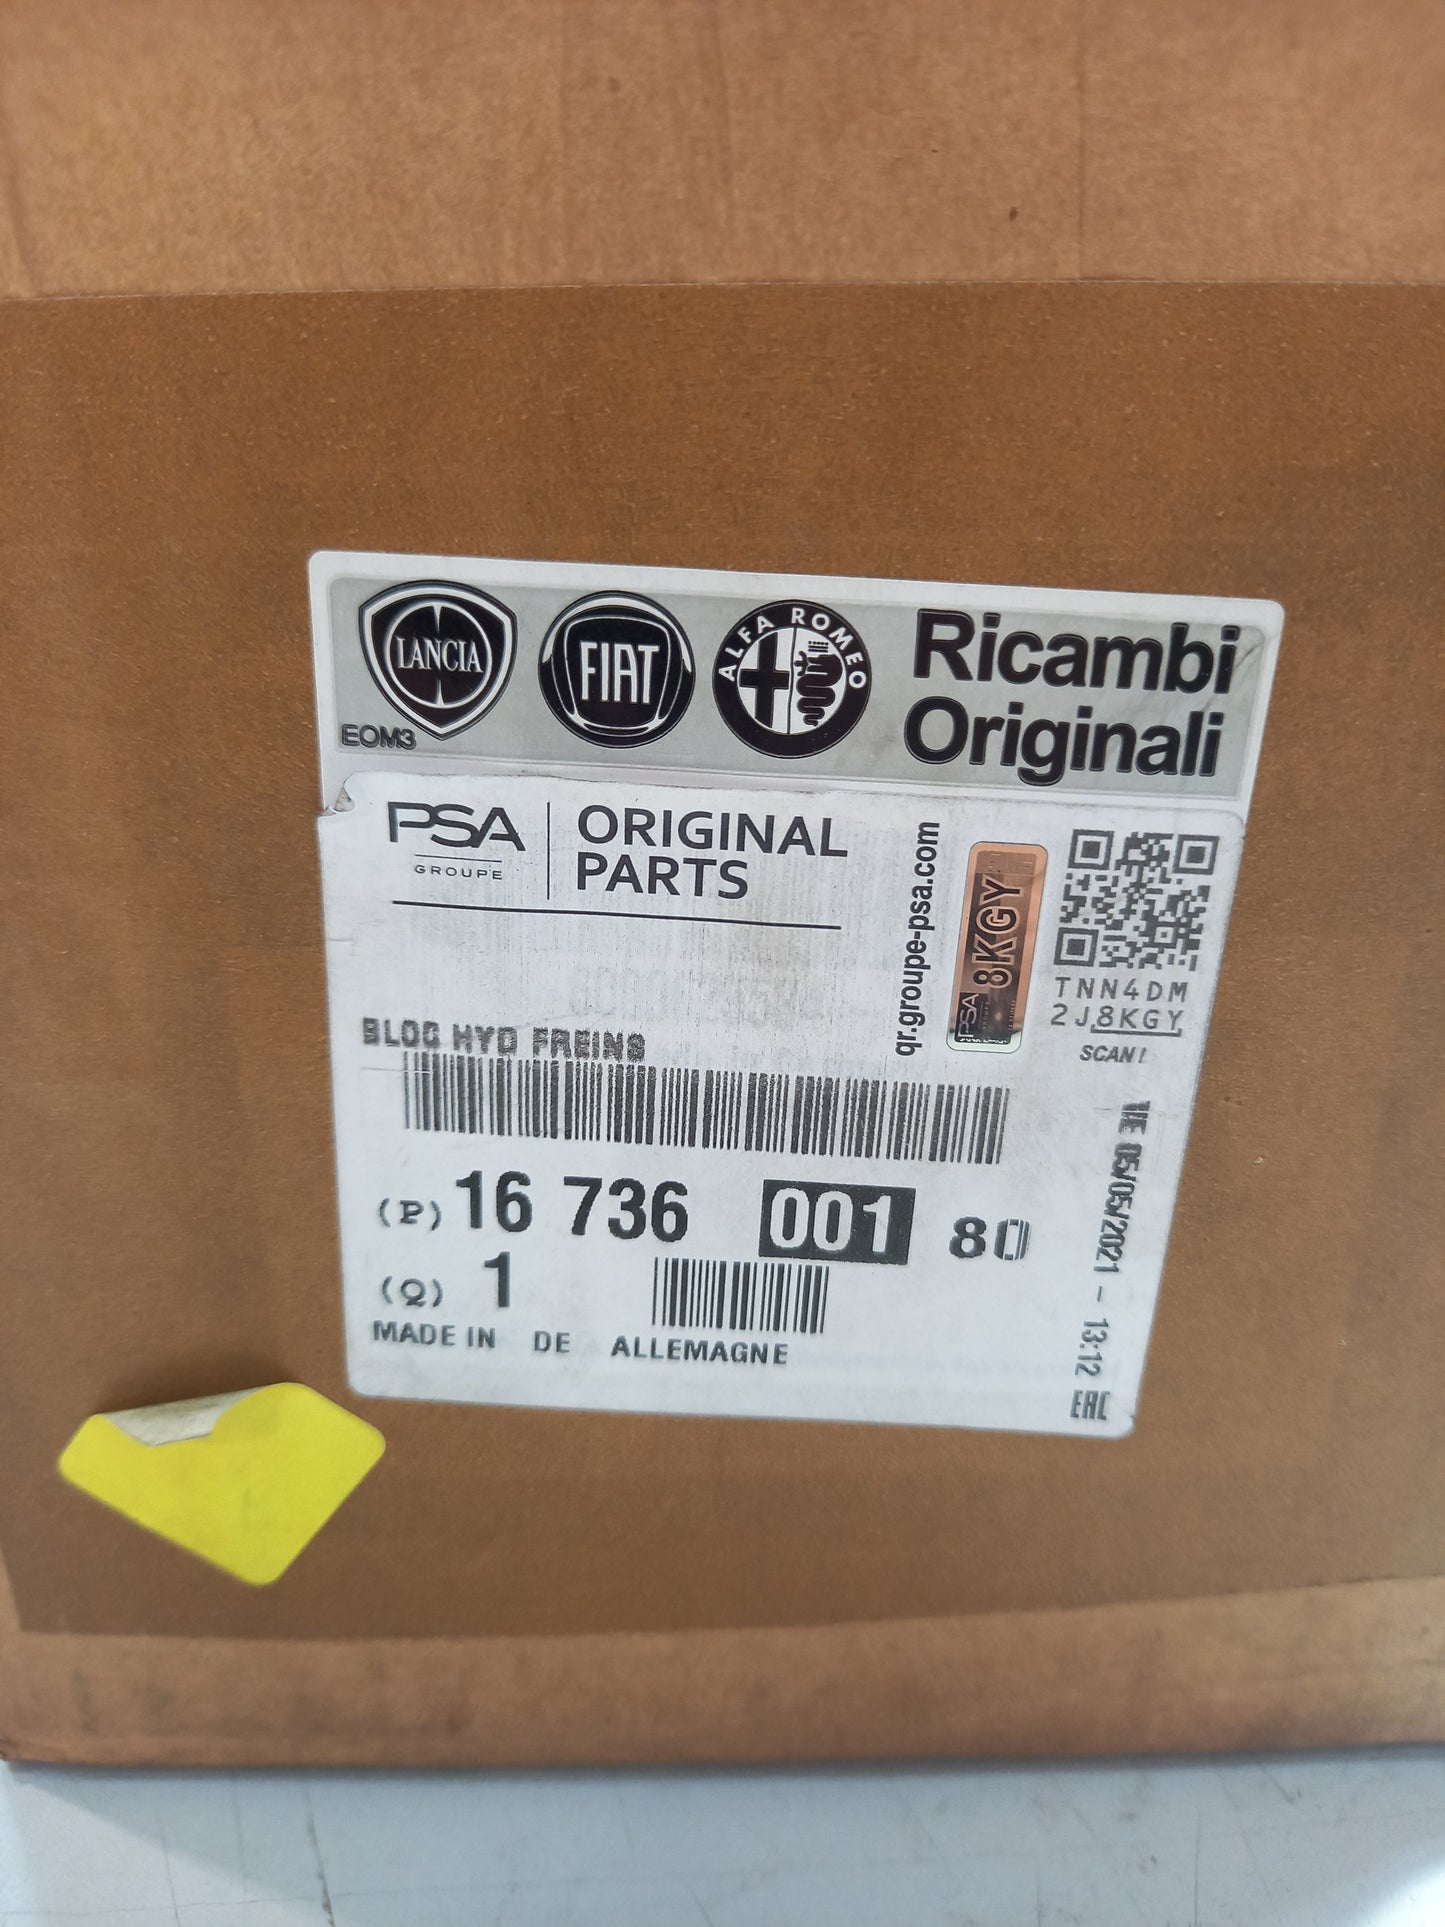 LANCIA
FIAT
ALFA ROMEO
Ricambi
Originali
EOM3
PSA
GROUPE
ORIGINAL
PARTS
qr.groupe-psa.com
8KGY
PSA
TNN4DM
2J8KGY
SCAN!
BLOC HYD FREINS
(P) 16 736 001 80
(Q) 1
MADE IN DE ALLEMAGNE
05/05/2021 - 13:12
EAC